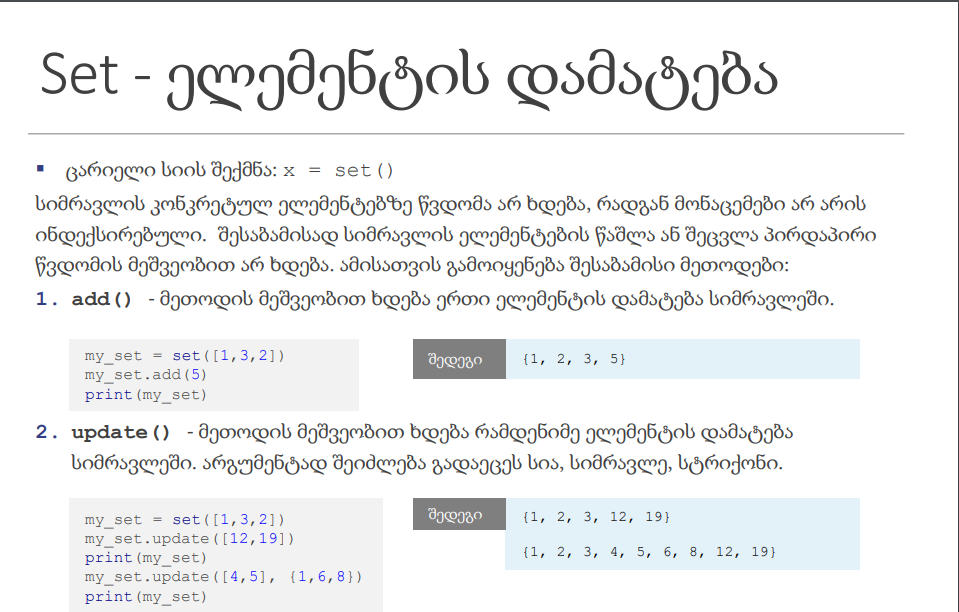 Set - ელემენტის დამატება
▪ ცარიელი სიის შექმნა: x = set()
სიმრავლის კონკრეტულ ელემენტებზე წვდომა არ ხდება, რადგან მონაცემები არ არის
ინდექსირებული. შესაბამისად სიმრავლის ელემენტების წაშლა ან შეცვლა პირდაპირი
წვდომის მეშვეობით არ ხდება. ამისათვის გამოიყენება შესაბამისი მეთოდები:
1. add() - მეთოდის მეშვეობით ხდება ერთი ელემენტის დამატება სიმრავლეში.
my_set = set([1,3,2])
my_set.add(5)
print(my_set)
შედეგი
{1, 2, 3, 5}
2. update() - მეთოდის მეშვეობით ხდება რამდენიმე ელემენტის დამატება
სიმრავლეში. არგუმენტად შეიძლება გადაეცეს სია, სიმრავლე, სტრიქონი.
my_set = set([1,3,2])
my_set.update([12,19])
print(my_set)
my_set.update([4,5], {1,6,8})
print(my_set)
შედეგი
{1, 2, 3, 12, 19}
{1, 2, 3, 4, 5, 6, 8, 12, 19}